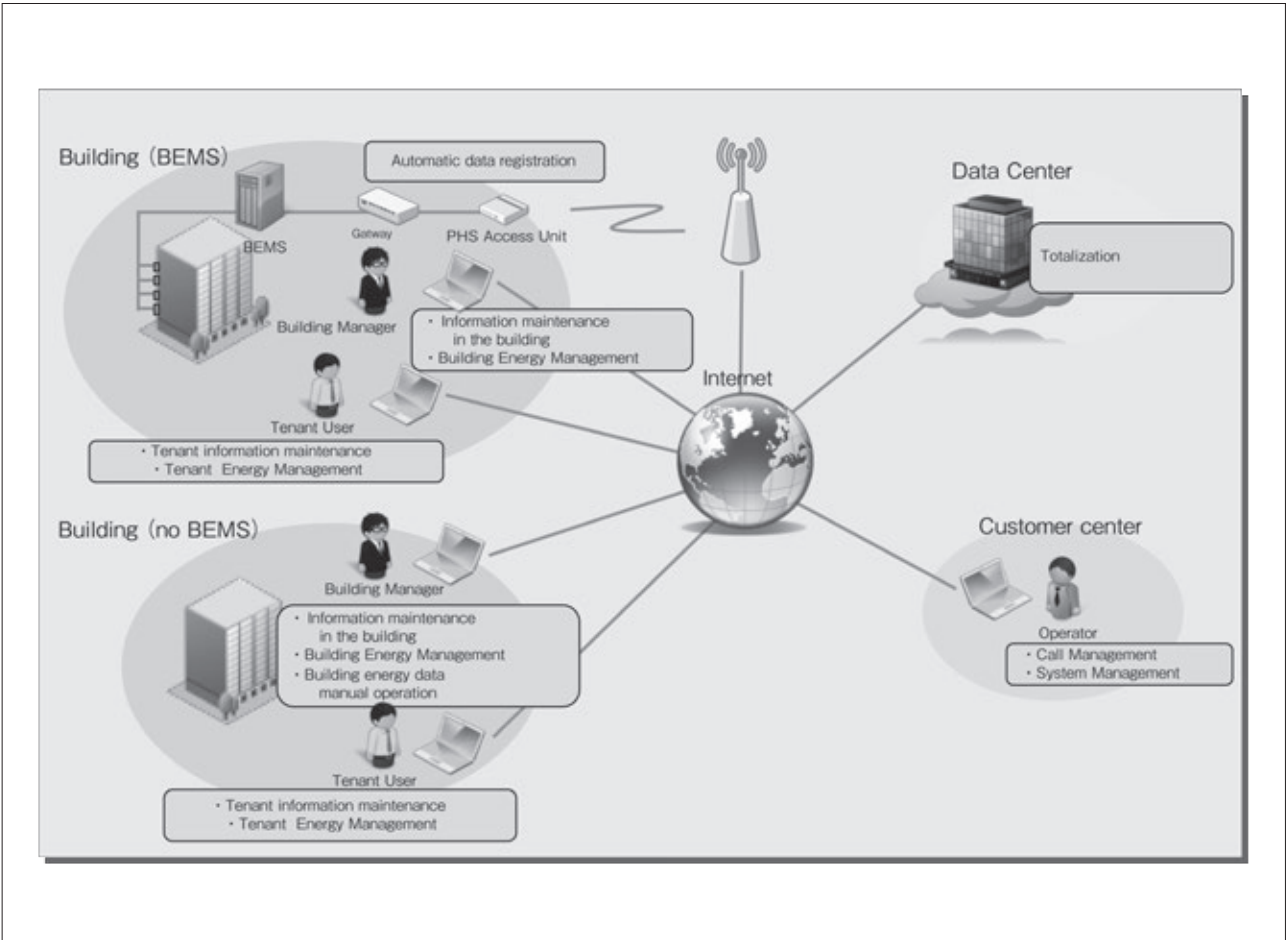 Building (BEMS)
Automatic data registration
BEMS
Gatway
PHS Access Unit
Building Manager
・Information maintenance
in the building
・Building Energy Management
Tenant User
・Tenant information maintenance
・Tenant Energy Management
Internet
Data Center
Totalization
Building (no BEMS)
Building Manager
・Information maintenance
in the building
・Building Energy Management
・Building energy data
manual operation
Tenant User
・Tenant information maintenance
・Tenant Energy Management
Customer center
Operator
・Call Management
・System Management